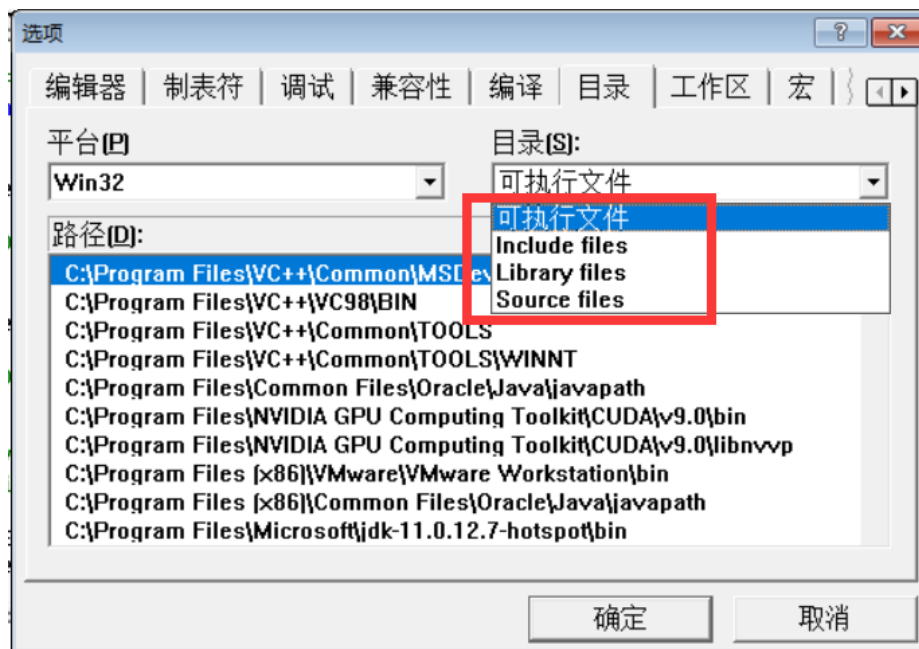 选项
编辑器 制表符 调试 兼容性 编译 目录 工作区 宏
平台(P) 目录(S):
Win32 可执行文件
可执行文件
Include files
Library files
Source files
路径(D):
C:\Program Files\VC++\Common\MSDev
C:\Program Files\VC++\VC98\BIN
C:\Program Files\VC++\Common\TOOLS
C:\Program Files\VC++\Common\TOOLS\WINNT
C:\Program Files\Common Files\Oracle\Java\javapath
C:\Program Files\NVIDIA GPU Computing Toolkit\CUDA\v9.0\bin
C:\Program Files\NVIDIA GPU Computing Toolkit\CUDA\v9.0\libnvvp
C:\Program Files (x86)\VMware\VMware Workstation\bin
C:\Program Files (x86)\Common Files\Oracle\Java\javapath
C:\Program Files\Microsoft\jdk-11.0.12.7-hotspot\bin
确定 取消